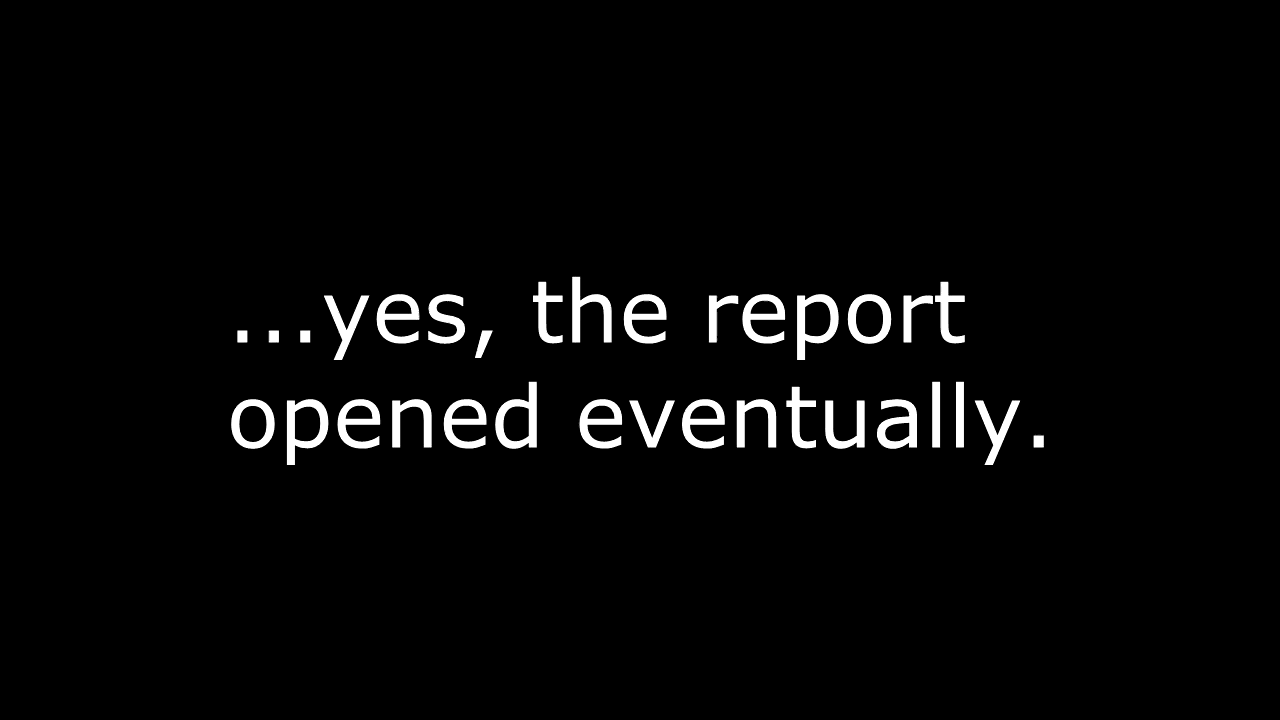 ...yes, the report
opened eventually.